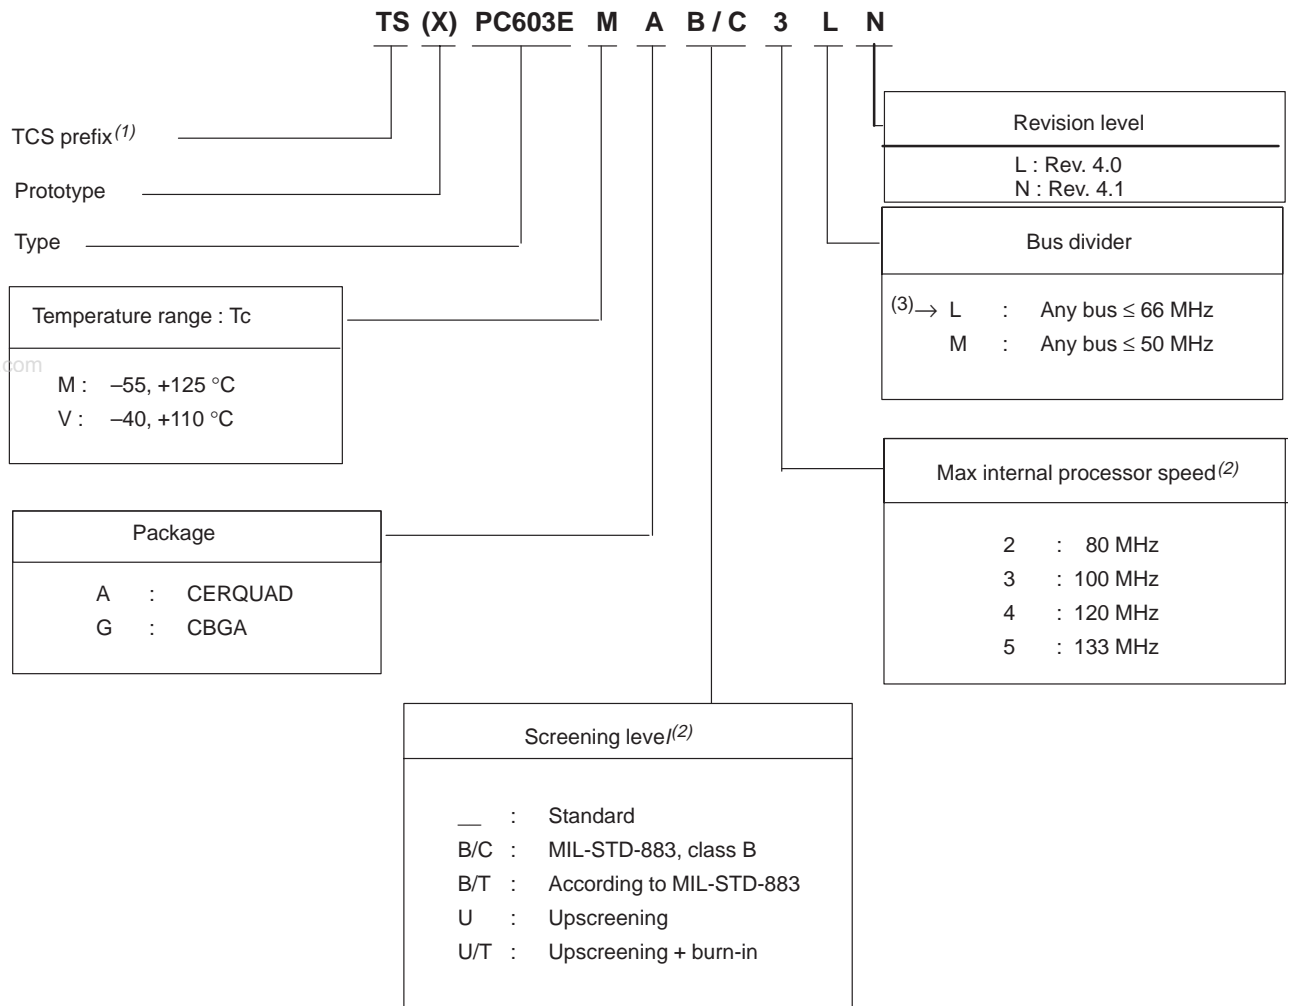 TS (X) PC603E M A B / C 3 L N
TCS prefix(1)
Prototype
Type
Temperature range : Tc
M : –55, +125 °C
V : –40, +110 °C
com
Package
A : CERQUAD
G : CBGA
Screening level(2)
__ : Standard
B/C : MIL-STD-883, class B
B/T : According to MIL-STD-883
U : Upscreening
U/T : Upscreening + burn-in
Revision level
L : Rev. 4.0
N : Rev. 4.1
Bus divider
(3)→ L : Any bus ≤ 66 MHz
M : Any bus ≤ 50 MHz
Max internal processor speed(2)
2 : 80 MHz
3 : 100 MHz
4 : 120 MHz
5 : 133 MHz